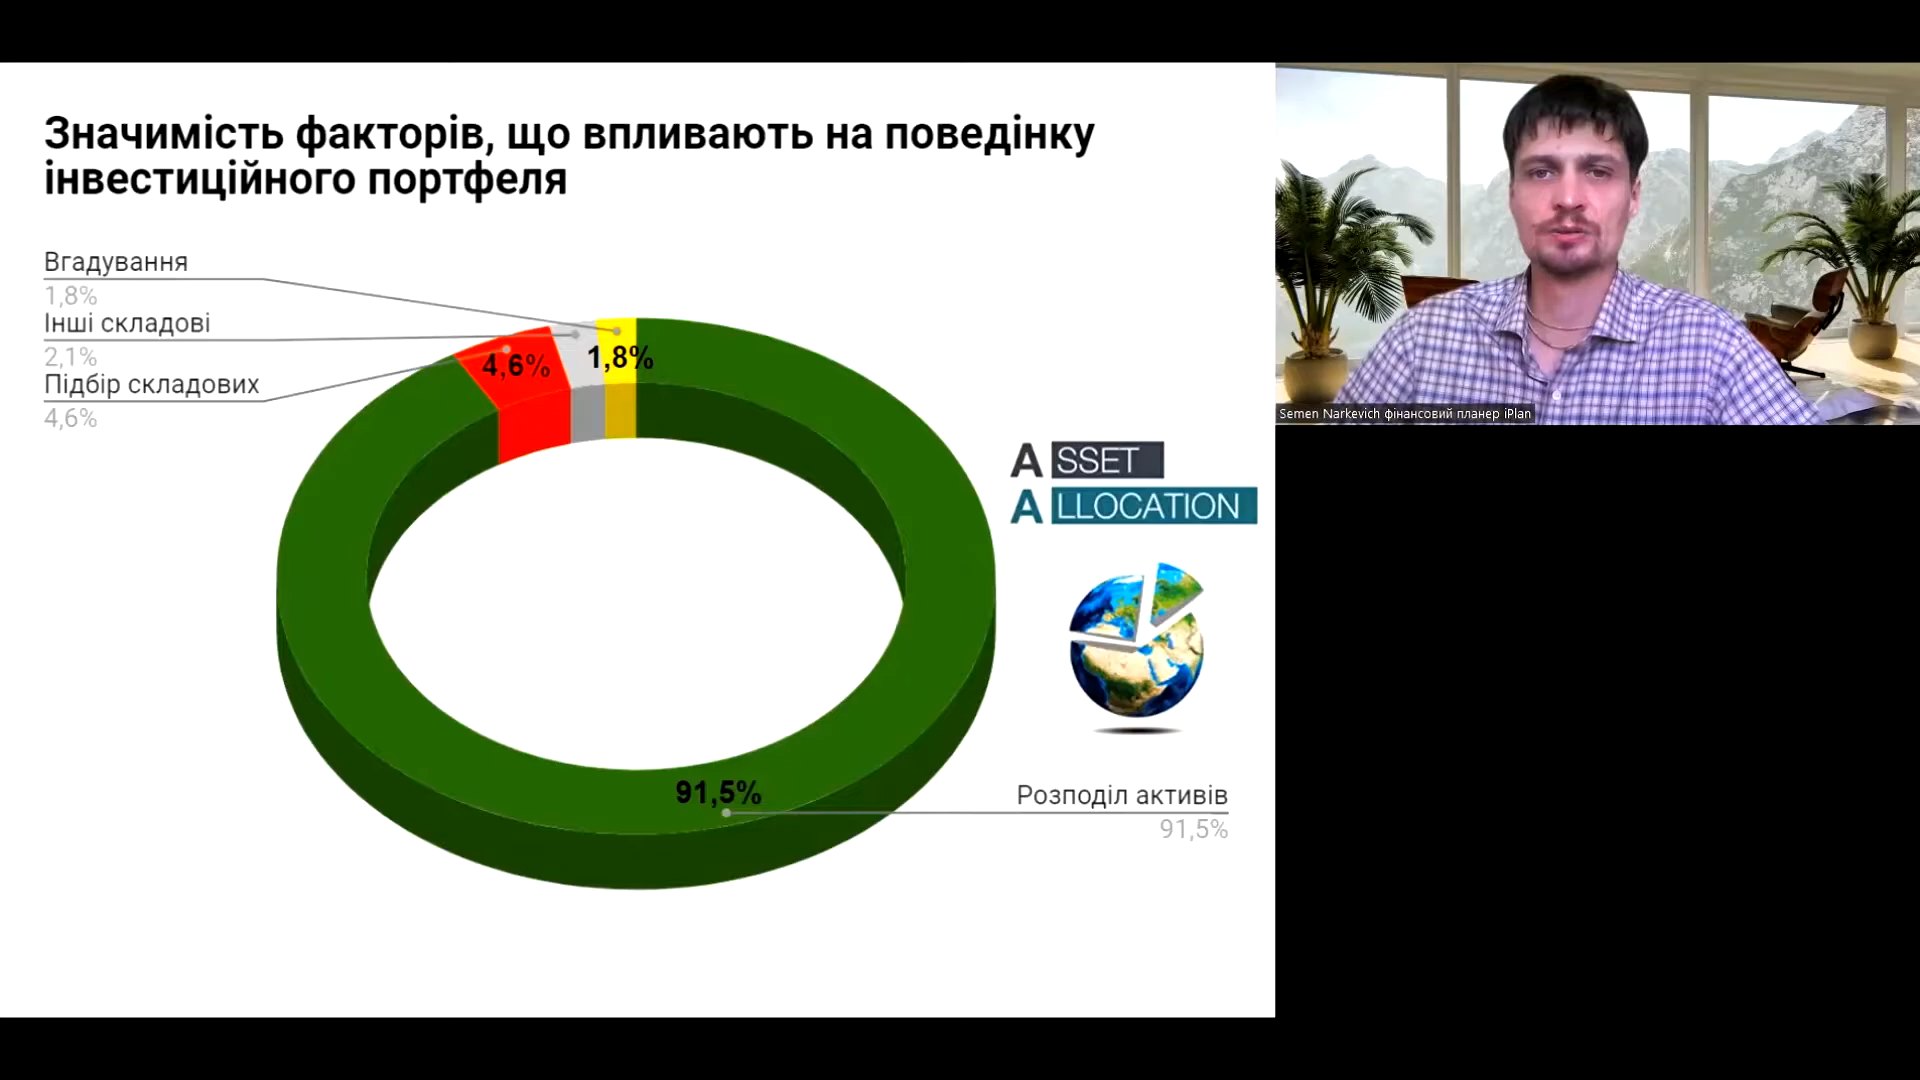 Значимість факторів, що впливають на поведінку
інвестиційного портфеля
Вгадування
1,8%
Інші складові
2,1%
Підбір складових
4,6%
4,6%
1,8%
ASSET
ALLOCATION
91,5%
Розподіл активів
91,5%
Semen Narkevich фінансовий планер iPlan